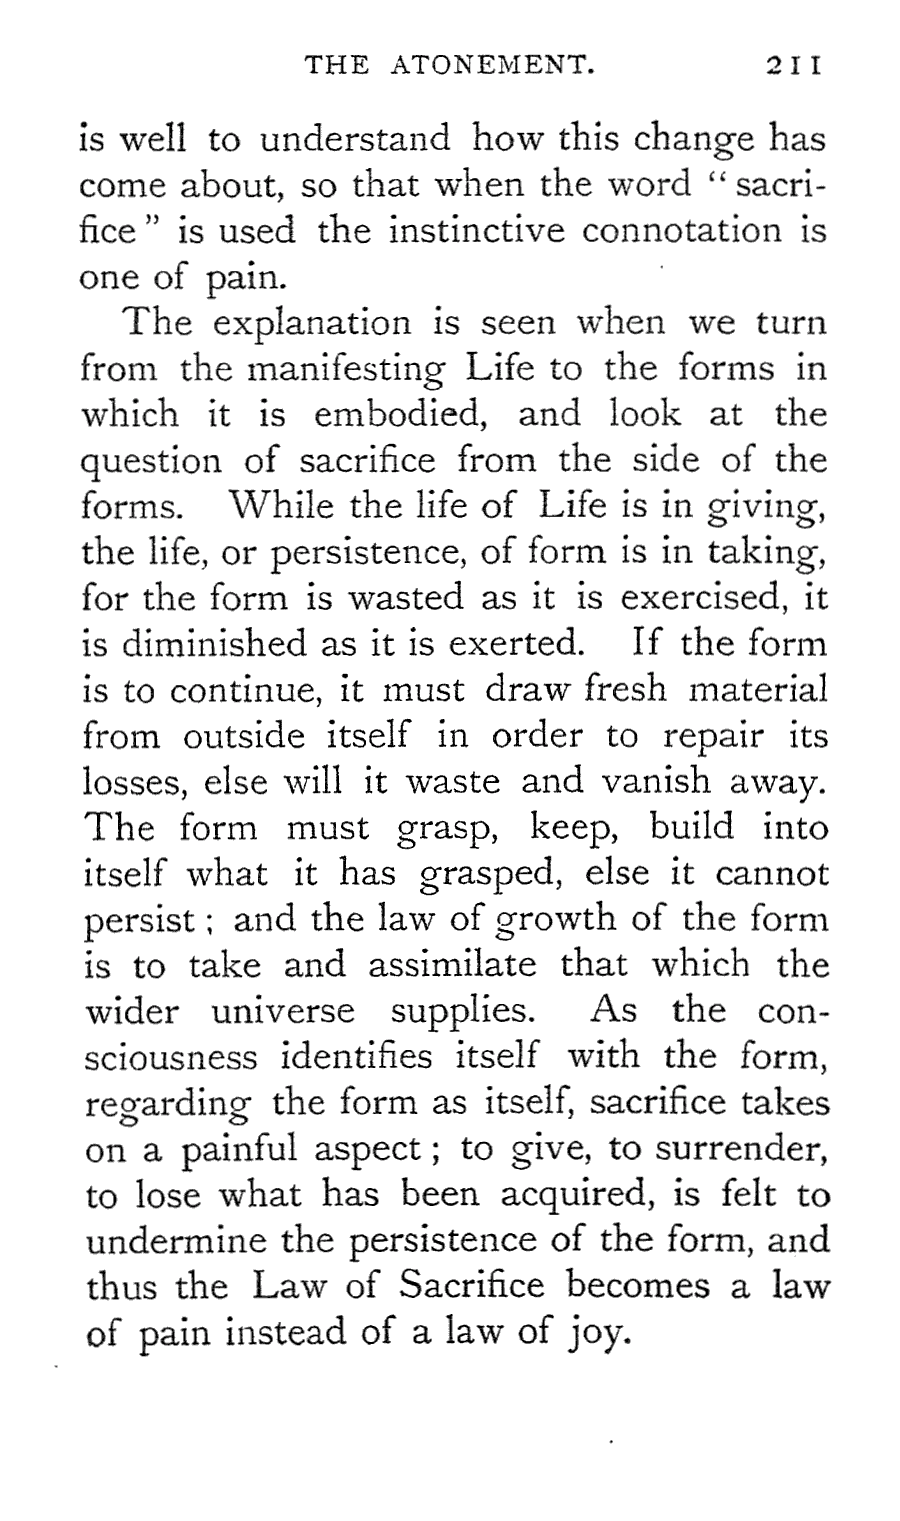 THE ATONEMENT. 211
is well to understand how this change has
come about, so that when the word “ sacri-
fice ” is used the instinctive connotation is
one of pain.
The explanation is seen when we turn
from the manifesting Life to the forms in
which it is embodied, and look at the
question of sacrifice from the side of the
forms. While the life of Life is in giving,
the life, or persistence, of form is in taking,
for the form is wasted as it is exercised, it
is diminished as it is exerted. If the form
is to continue, it must draw fresh material
from outside itself in order to repair its
losses, else will it waste and vanish away.
The form must grasp, keep, build into
itself what it has grasped, else it cannot
persist ; and the law of growth of the form
is to take and assimilate that which the
wider universe supplies. As the con-
sciousness identifies itself with the form,
regarding the form as itself, sacrifice takes
on a painful aspect ; to give, to surrender,
to lose what has been acquired, is felt to
undermine the persistence of the form, and
thus the Law of Sacrifice becomes a law
of pain instead of a law of joy.